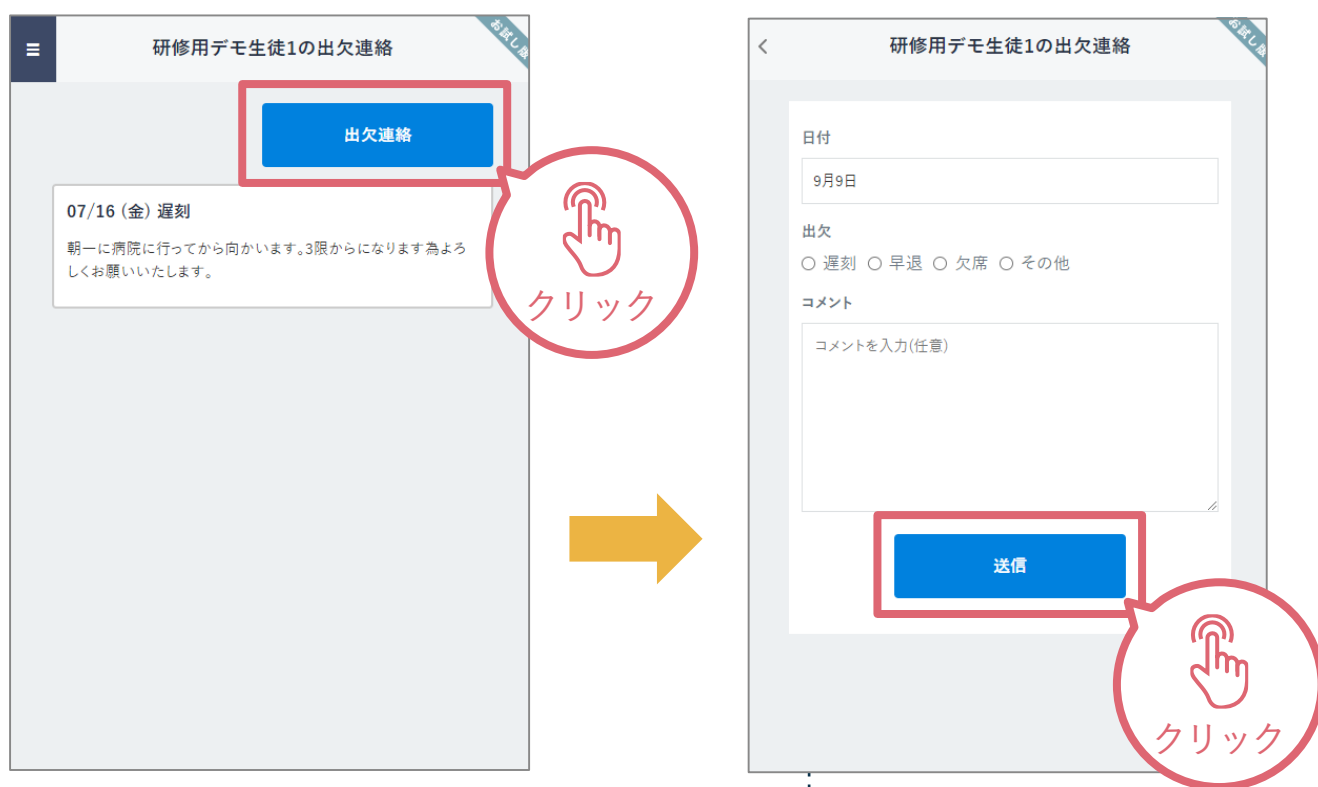 研修用デモ生徒1の出欠連絡
お試し版
出欠連絡
07/16 (金) 遅刻
朝一に病院に行ってから向かいます。3限からになります為よろ
しくお願いいたします。
クリック
研修用デモ生徒1の出欠連絡
お試し版
日付
9月9日
出欠
遅刻 早退 欠席 その他
コメント
コメントを入力(任意)
送信
クリック